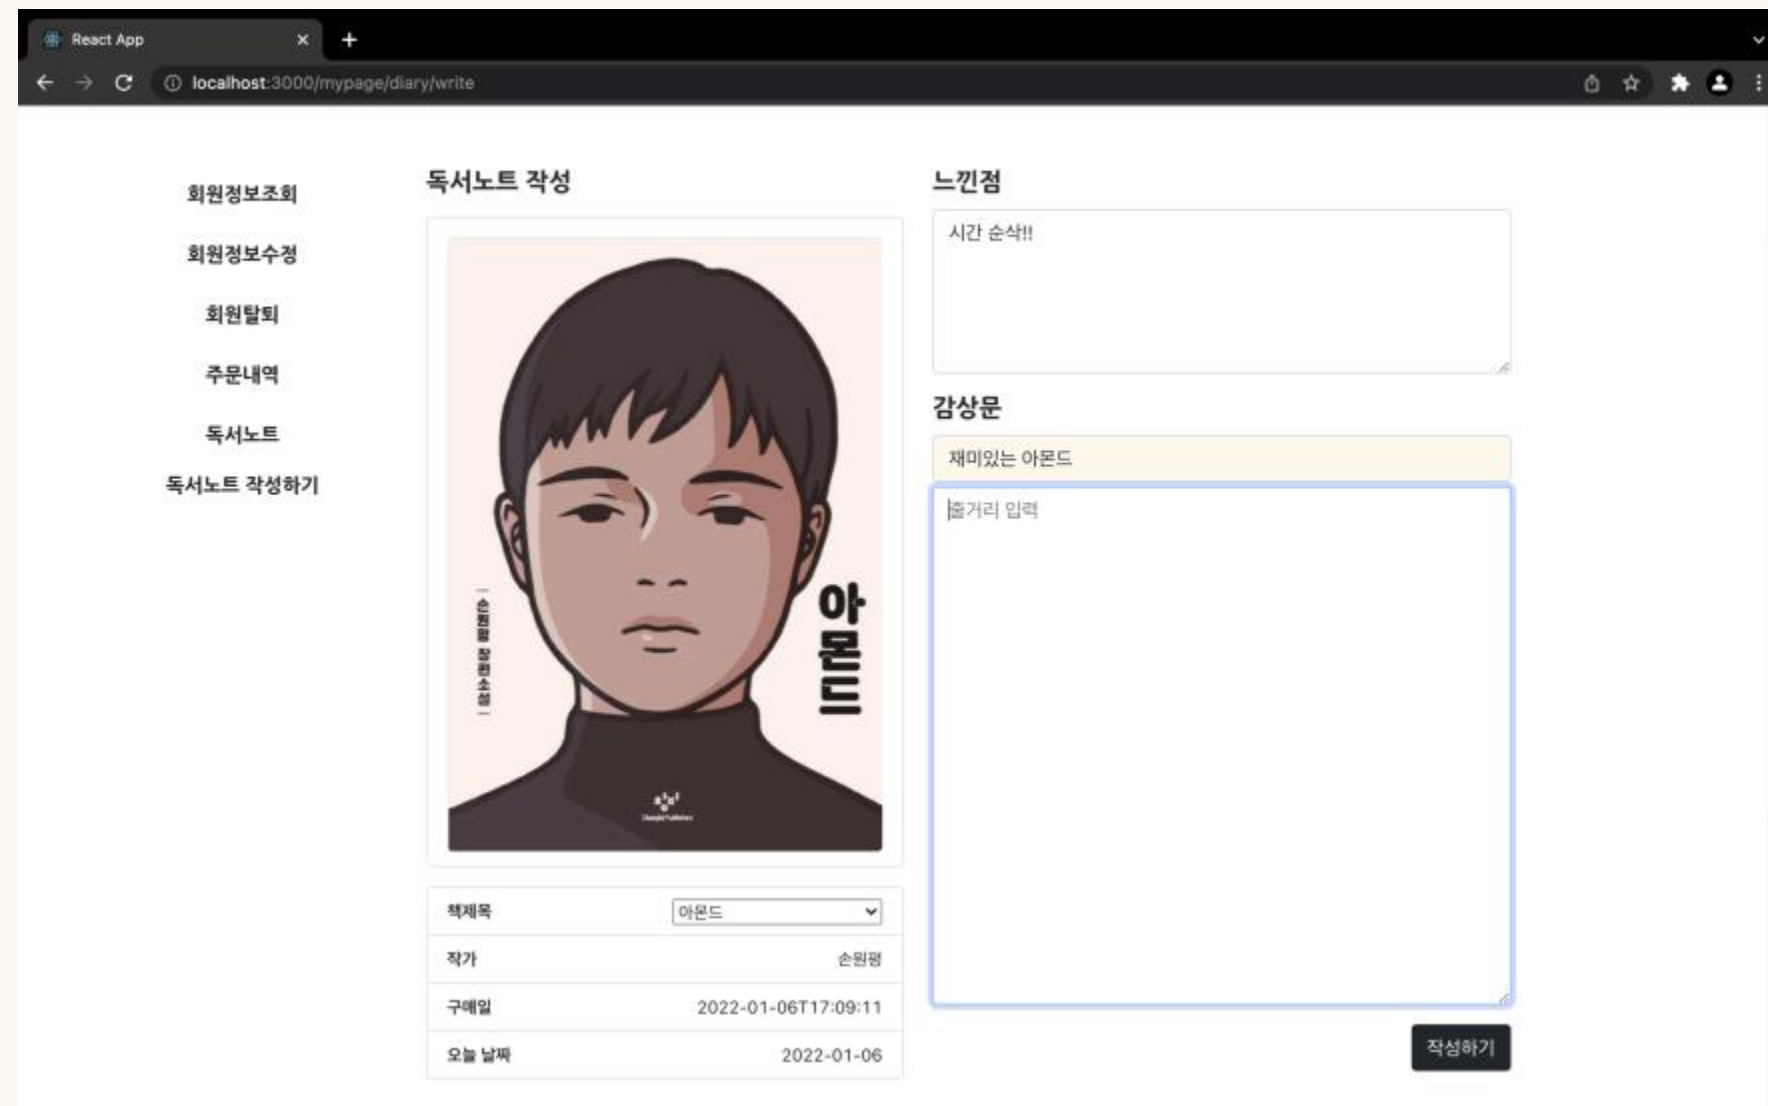 React App
localhost:3000/mypage/diary/write
회원정보조회
회원정보수정
회원탈퇴
주문내역
독서노트
독서노트 작성하기
독서노트 작성
손원평 장편소설
아몬드
책제목 아몬드
작가 손원평
구매일 2022-01-06T17:09:11
오늘 날짜 2022-01-06
느낀점
시간 순삭!!
감상문
재미있는 아몬드
줄거리 입력
작성하기